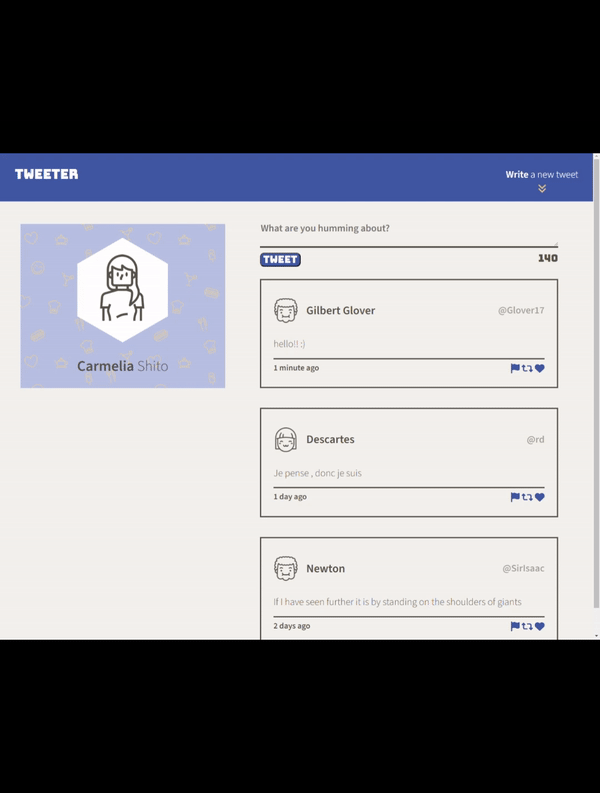 TWEETER
Write a new tweet
Carmelia Shito
What are you humming about?
TWEET
140
Gilbert Glover
@Glover17
hello!! :)
1 minute ago
Descartes
@rd
Je pense , donc je suis
1 day ago
Newton
@SirIsaac
If I have seen further it is by standing on the shoulders of giants
2 days ago